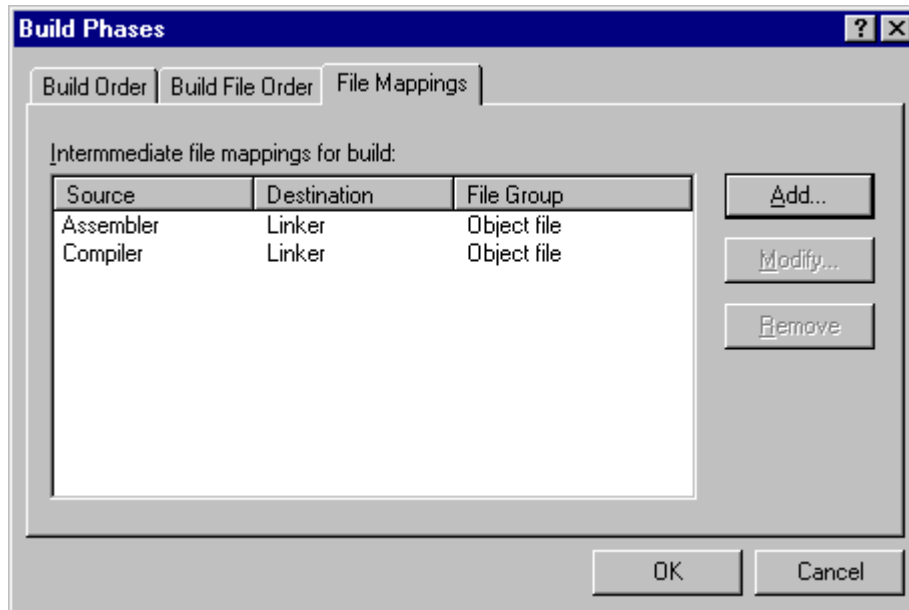 Build Phases
Build Order Build File Order File Mappings
Intermmediate file mappings for build:
Source Destination File Group Add...
Assembler Linker Object file
Compiler Linker Object file
Modify...
Remove
OK Cancel